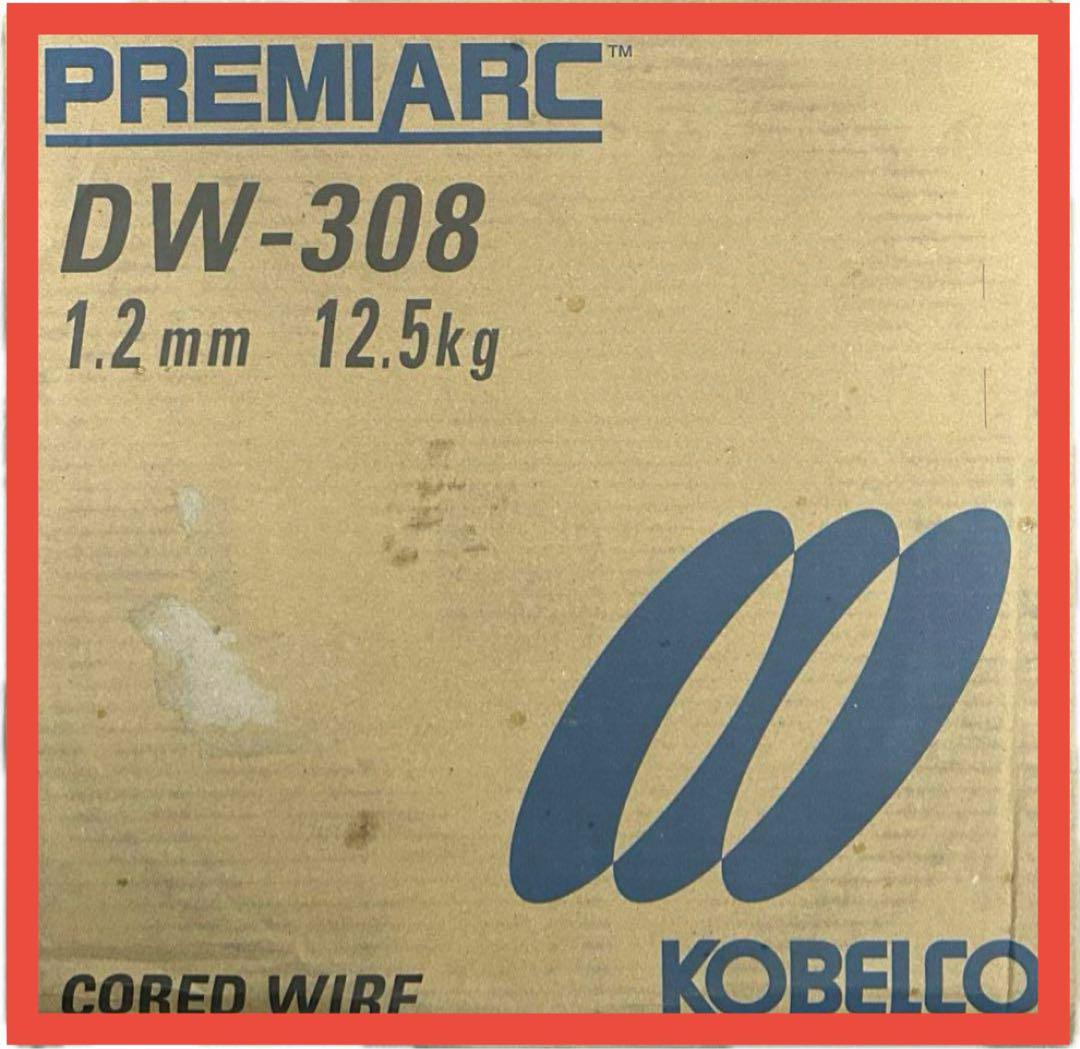 PREMIARC™
DW-308
1.2mm 12.5kg
CORED WIRE
KOBELCO